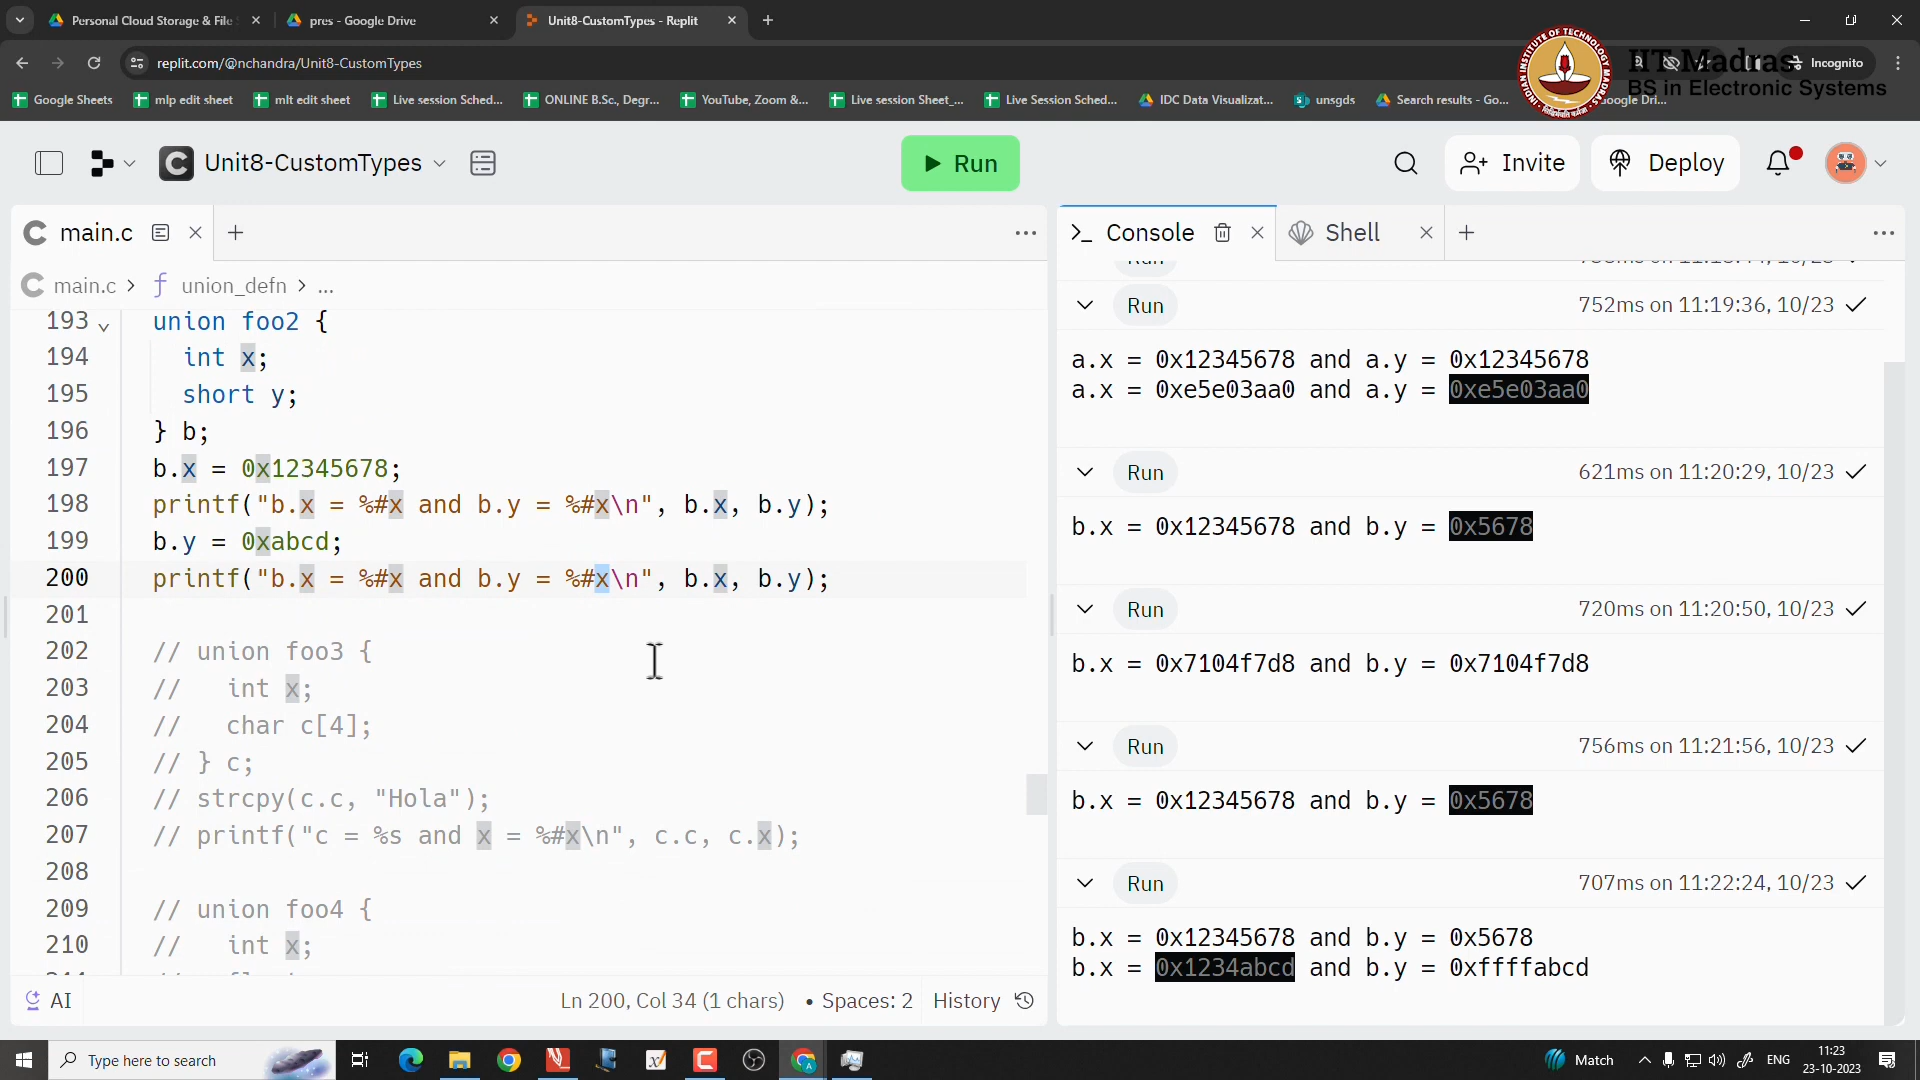 Personal Cloud Storage & File
pres - Google Drive
Unit8-CustomTypes - Replit
replit.com/@nchandra/Unit8-CustomTypes
Incognito
IIT Madras
BS in Electronic Systems
Google Sheets
mlp edit sheet
mlt edit sheet
Live session Sched...
ONLINE B.Sc., Degr...
YouTube, Zoom &...
Live session Sheet_...
Live Session Sched...
IDC Data Visualizat...
unsgds
Search results - Go...
Unit8-CustomTypes
Run
Invite
Deploy
main.c
Console
Shell
main.c > union_defn > ...
193 union foo2 {
194 int x;
195 short y;
196 } b;
197 b.x = 0x12345678;
198 printf("b.x = %#x and b.y = %#x\n", b.x, b.y);
199 b.y = 0xabcd;
200 printf("b.x = %#x and b.y = %#x\n", b.x, b.y);
201
202 // union foo3 {
203 // int x;
204 // char c[4];
205 // } c;
206 // strcpy(c.c, "Hola");
207 // printf("c = %s and x = %#x\n", c.c, c.x);
208
209 // union foo4 {
210 // int x;
AI
Ln 200, Col 34 (1 chars)
• Spaces: 2
History
Run 752ms on 11:19:36, 10/23
a.x = 0x12345678 and a.y = 0x12345678
a.x = 0xe5e03aa0 and a.y = 0xe5e03aa0
Run 621ms on 11:20:29, 10/23
b.x = 0x12345678 and b.y = 0x5678
Run 720ms on 11:20:50, 10/23
b.x = 0x7104f7d8 and b.y = 0x7104f7d8
Run 756ms on 11:21:56, 10/23
b.x = 0x12345678 and b.y = 0x5678
Run 707ms on 11:22:24, 10/23
b.x = 0x12345678 and b.y = 0x5678
b.x = 0x1234abcd and b.y = 0xffffabcd
Type here to search
Match
ENG
11:23
23-10-2023